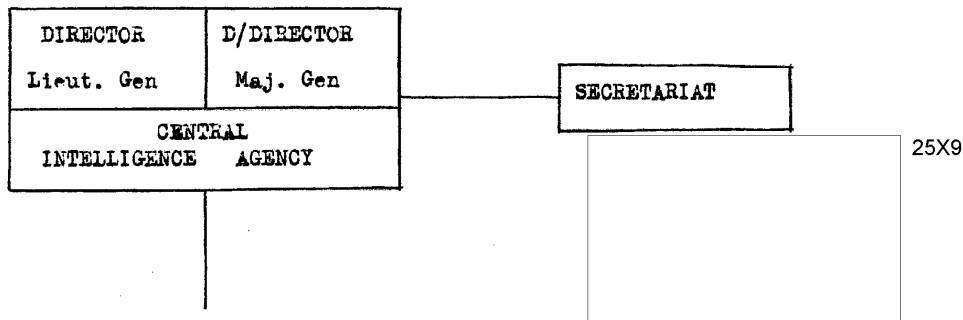 DIRECTOR
Lieut. Gen
D/DIRECTOR
Maj. Gen
CENTRAL
INTELLIGENCE AGENCY
SECRETARIAT
25X9